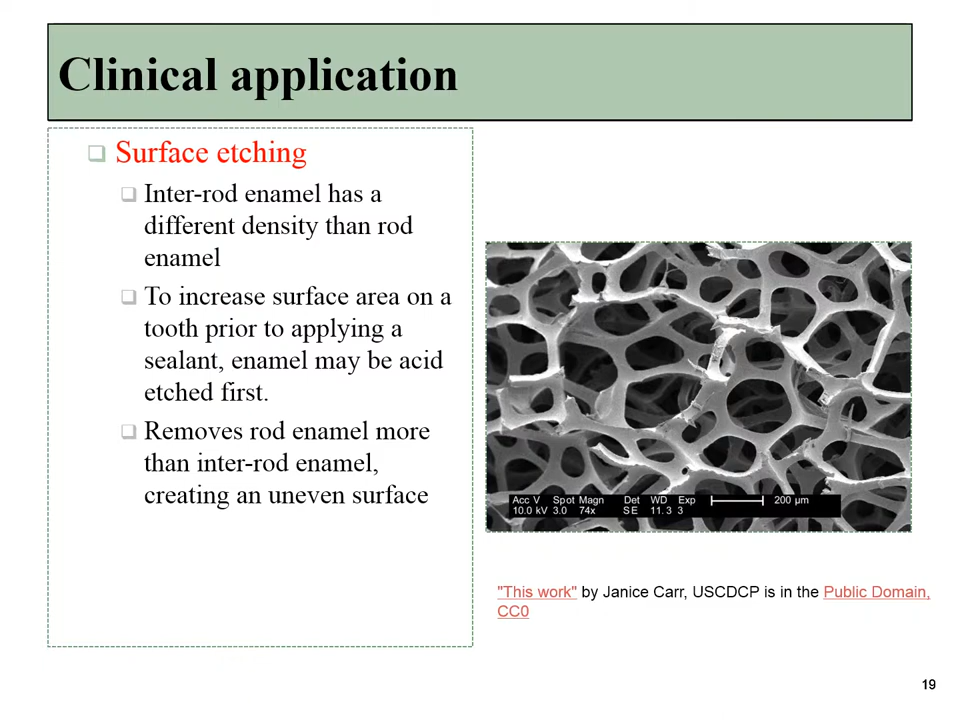 Clinical application
Surface etching
Inter-rod enamel has a
different density than rod
enamel
To increase surface area on a
tooth prior to applying a
sealant, enamel may be acid
etched first.
Removes rod enamel more
than inter-rod enamel,
creating an uneven surface
Acc V Spot Magn Det WD Exp 200 µm
10.0 kV 3.0 74x SE 11.3 3
"This work" by Janice Carr, USCDCP is in the Public Domain,
CC0
19